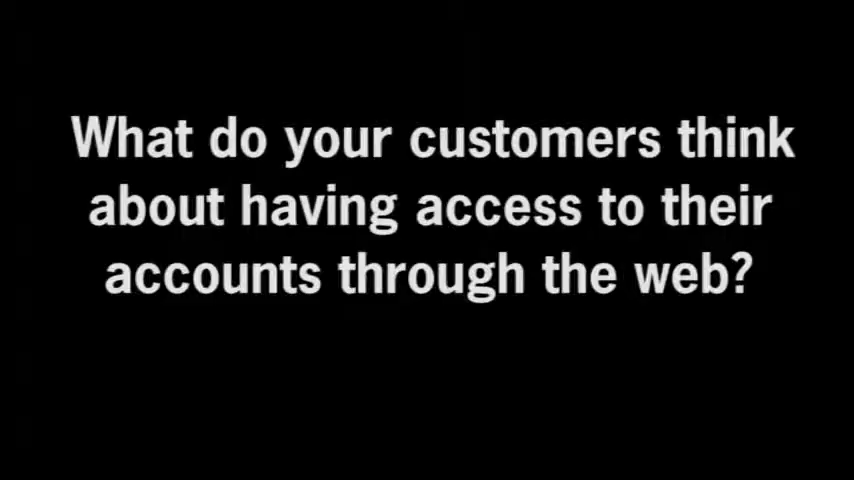 What do your customers think
about having access to their
accounts through the web?